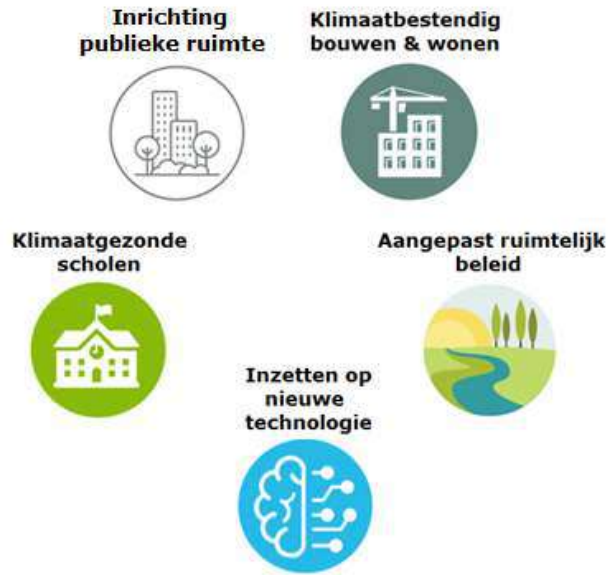 Inrichting
publieke ruimte
Klimaatbestendig
bouwen & wonen
Klimaatgezonde
scholen
Aangepast ruimtelijk
beleid
Inzetten op
nieuwe
technologie